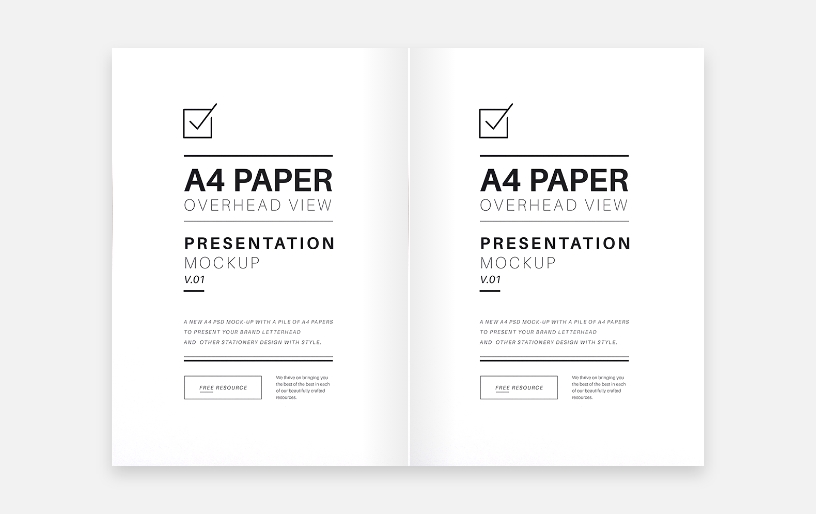 A4 PAPER
OVERHEAD VIEW
PRESENTATION
MOCKUP
V.01
A NEW A4 PSD MOCK-UP WITH A PILE OF A4 PAPERS
TO PRESENT YOUR BRAND LETTERHEAD
AND OTHER STATIONERY DESIGN WITH STYLE.
FREE RESOURCE
We thrive on bringing you
the best of the best in each
of our beautifully crafted
resources.
A4 PAPER
OVERHEAD VIEW
PRESENTATION
MOCKUP
V.01
A NEW A4 PSD MOCK-UP WITH A PILE OF A4 PAPERS
TO PRESENT YOUR BRAND LETTERHEAD
AND OTHER STATIONERY DESIGN WITH STYLE.
FREE RESOURCE
We thrive on bringing you
the best of the best in each
of our beautifully crafted
resources.